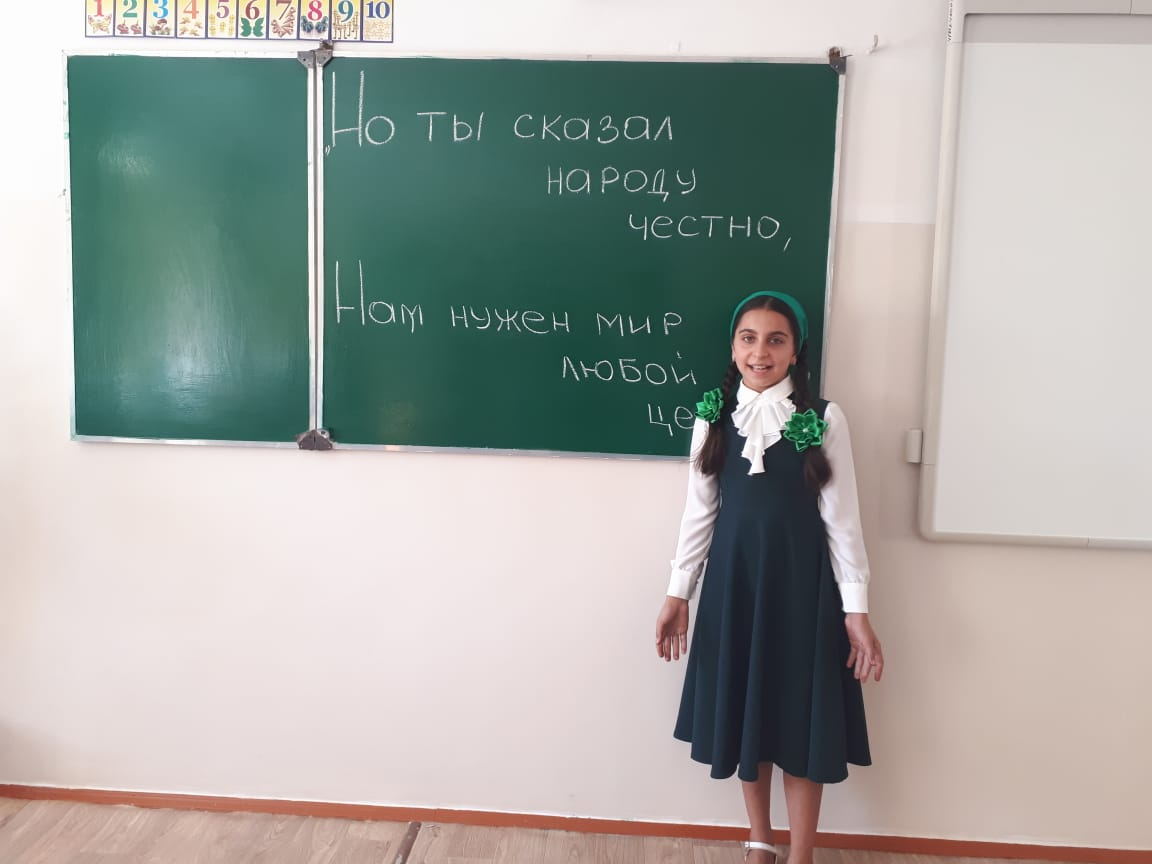 1 2 3 4 5 6 7 8 9 10
„Но ты сказал
народу
честно,
Нам нужен мир
любой